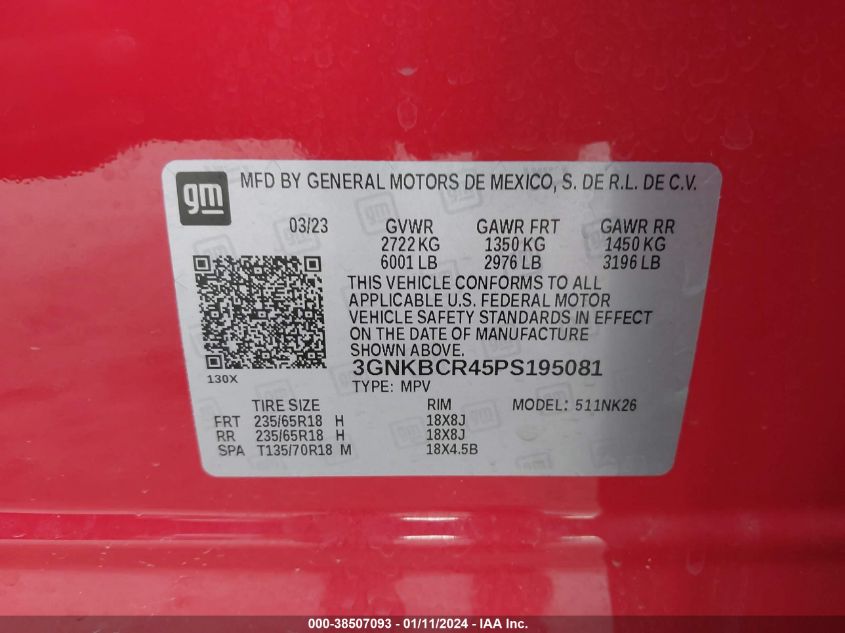 gm MFD BY GENERAL MOTORS DE MEXICO, S. DE R.L. DE C.V.
03/23 GVWR GAWR FRT GAWR RR
2722 KG 1350 KG 1450 KG
6001 LB 2976 LB 3196 LB
THIS VEHICLE CONFORMS TO ALL
APPLICABLE U.S. FEDERAL MOTOR
VEHICLE SAFETY STANDARDS IN EFFECT
ON THE DATE OF MANUFACTURE
SHOWN ABOVE.
3GNKBCR45PS195081
130X
TYPE: MPV
TIRE SIZE RIM MODEL: 511NK26
FRT 235/65R18 H 18X8J
RR 235/65R18 H 18X8J
SPA T135/70R18 M 18X4.5B
000-38507093 - 01/11/2024 - IAA Inc.